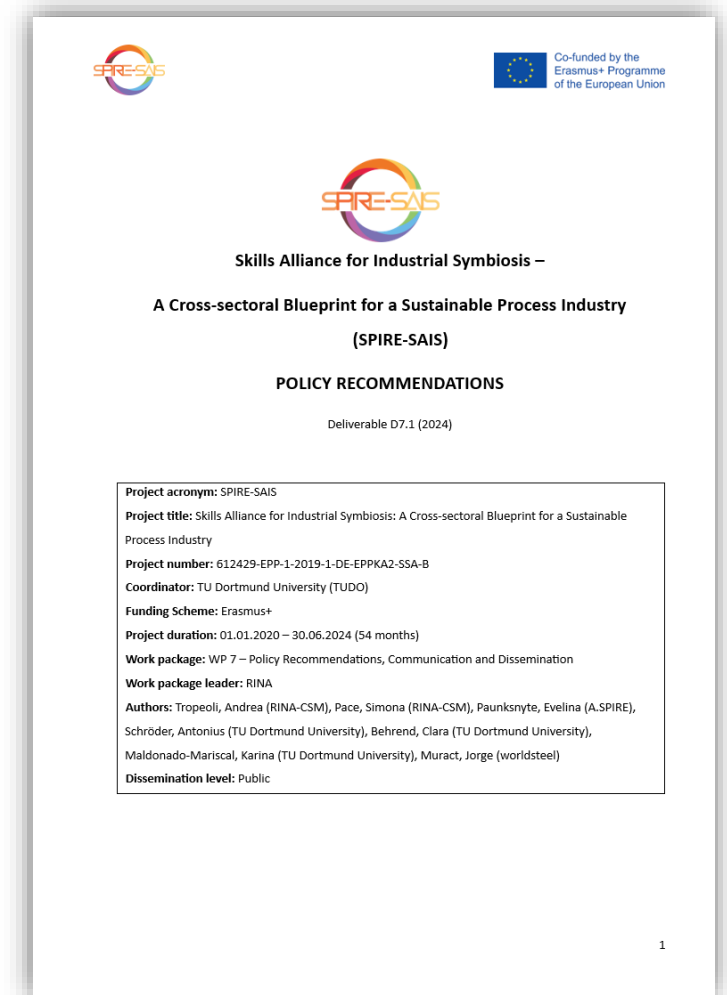 SPIRE-SAIS
Co-funded by the
Erasmus+ Programme
of the European Union
SPIRE-SAIS
Skills Alliance for Industrial Symbiosis –
A Cross-sectoral Blueprint for a Sustainable Process Industry
(SPIRE-SAIS)
POLICY RECOMMENDATIONS
Deliverable D7.1 (2024)
Project acronym: SPIRE-SAIS
Project title: Skills Alliance for Industrial Symbiosis: A Cross-sectoral Blueprint for a Sustainable
Process Industry
Project number: 612429-EPP-1-2019-1-DE-EPPKA2-SSA-B
Coordinator: TU Dortmund University (TUDO)
Funding Scheme: Erasmus+
Project duration: 01.01.2020 – 30.06.2024 (54 months)
Work package: WP 7 – Policy Recommendations, Communication and Dissemination
Work package leader: RINA
Authors: Tropeoli, Andrea (RINA-CSM), Pace, Simona (RINA-CSM), Paunksnyte, Evelina (A.SPIRE),
Schröder, Antonius (TU Dortmund University), Behrend, Clara (TU Dortmund University),
Maldonado-Mariscal, Karina (TU Dortmund University), Muract, Jorge (worldsteel)
Dissemination level: Public
1